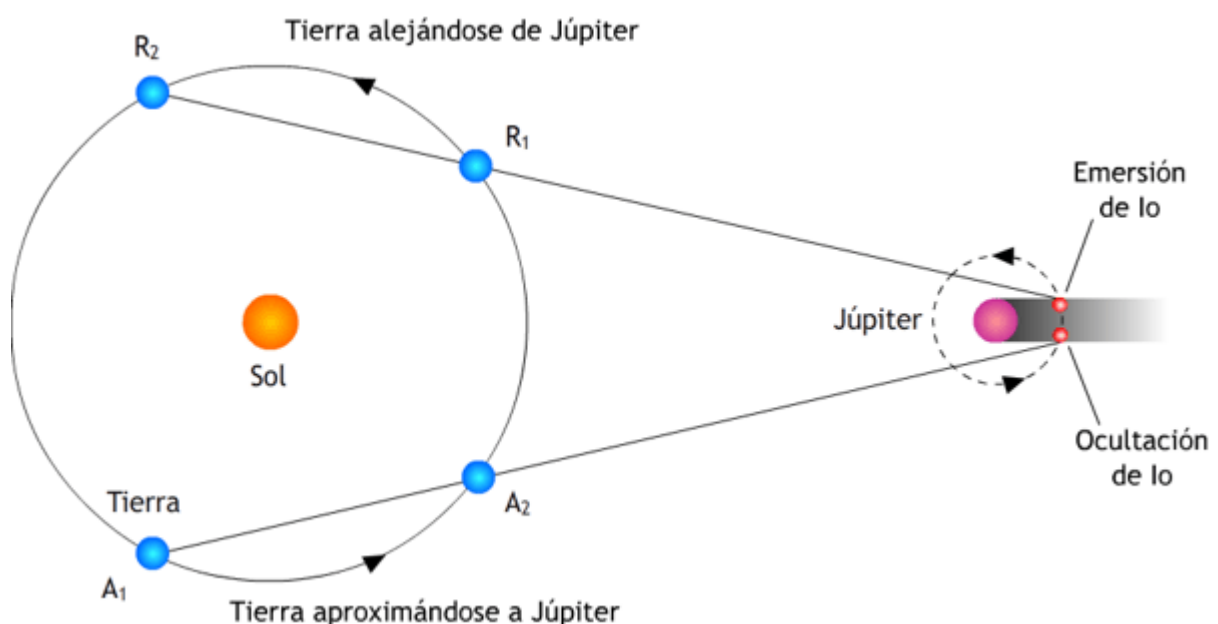 Tierra alejándose de Júpiter
R₂
R₁
Emersión
de Io
Júpiter
Sol
Ocultación
de Io
Tierra
A₂
A₁
Tierra aproximándose a Júpiter